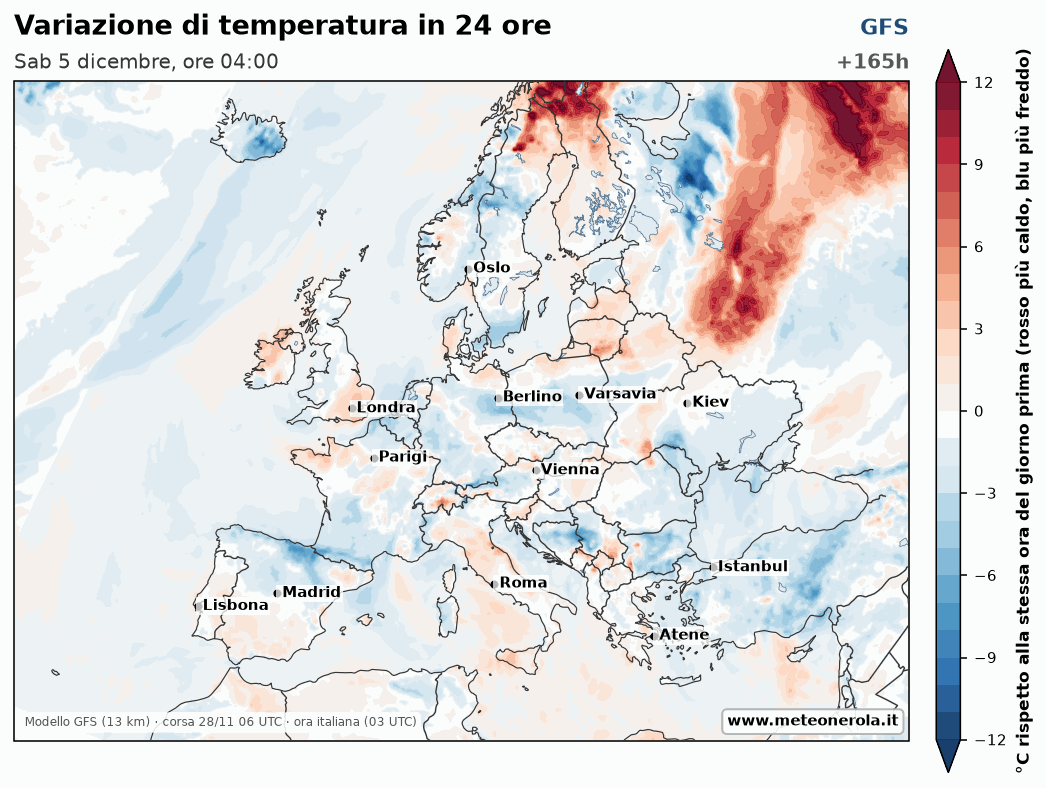 Variazione di temperatura in 24 ore
GFS
Sab 5 dicembre, ore 04:00
+165h
Oslo
Londra
Berlino
Varsavia
Kiev
Parigi
Vienna
Istanbul
Madrid
Roma
Lisbona
Atene
Modello GFS (13 km) · corsa 28/11 06 UTC · ora italiana (03 UTC)
www.meteonerola.it
12
9
6
3
0
−3
−6
−9
−12
°C rispetto alla stessa ora del giorno prima (rosso più caldo, blu più freddo)